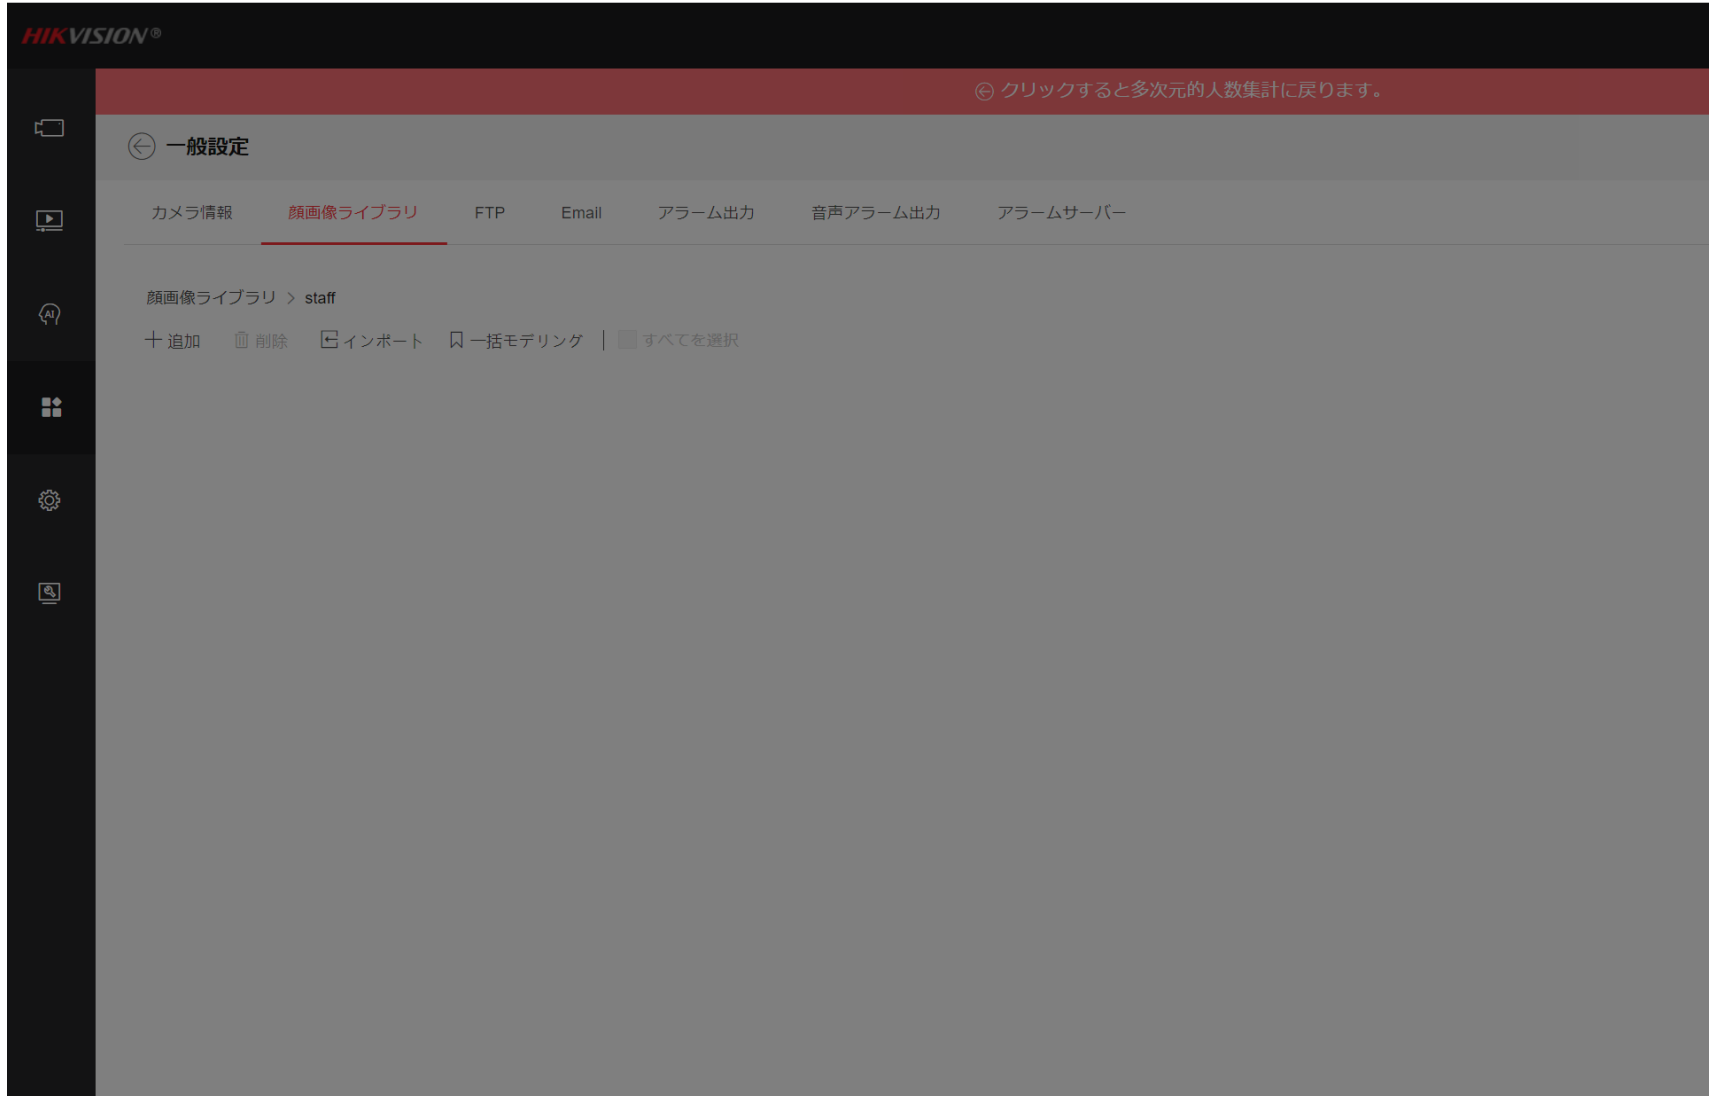 HIKVISION®
クリックすると多次元的人数集計に戻ります。
一般設定
カメラ情報 顔画像ライブラリ FTP Email アラーム出力 音声アラーム出力 アラームサーバー
顔画像ライブラリ > staff
追加 削除 インポート 一括モデリング すべてを選択
AI